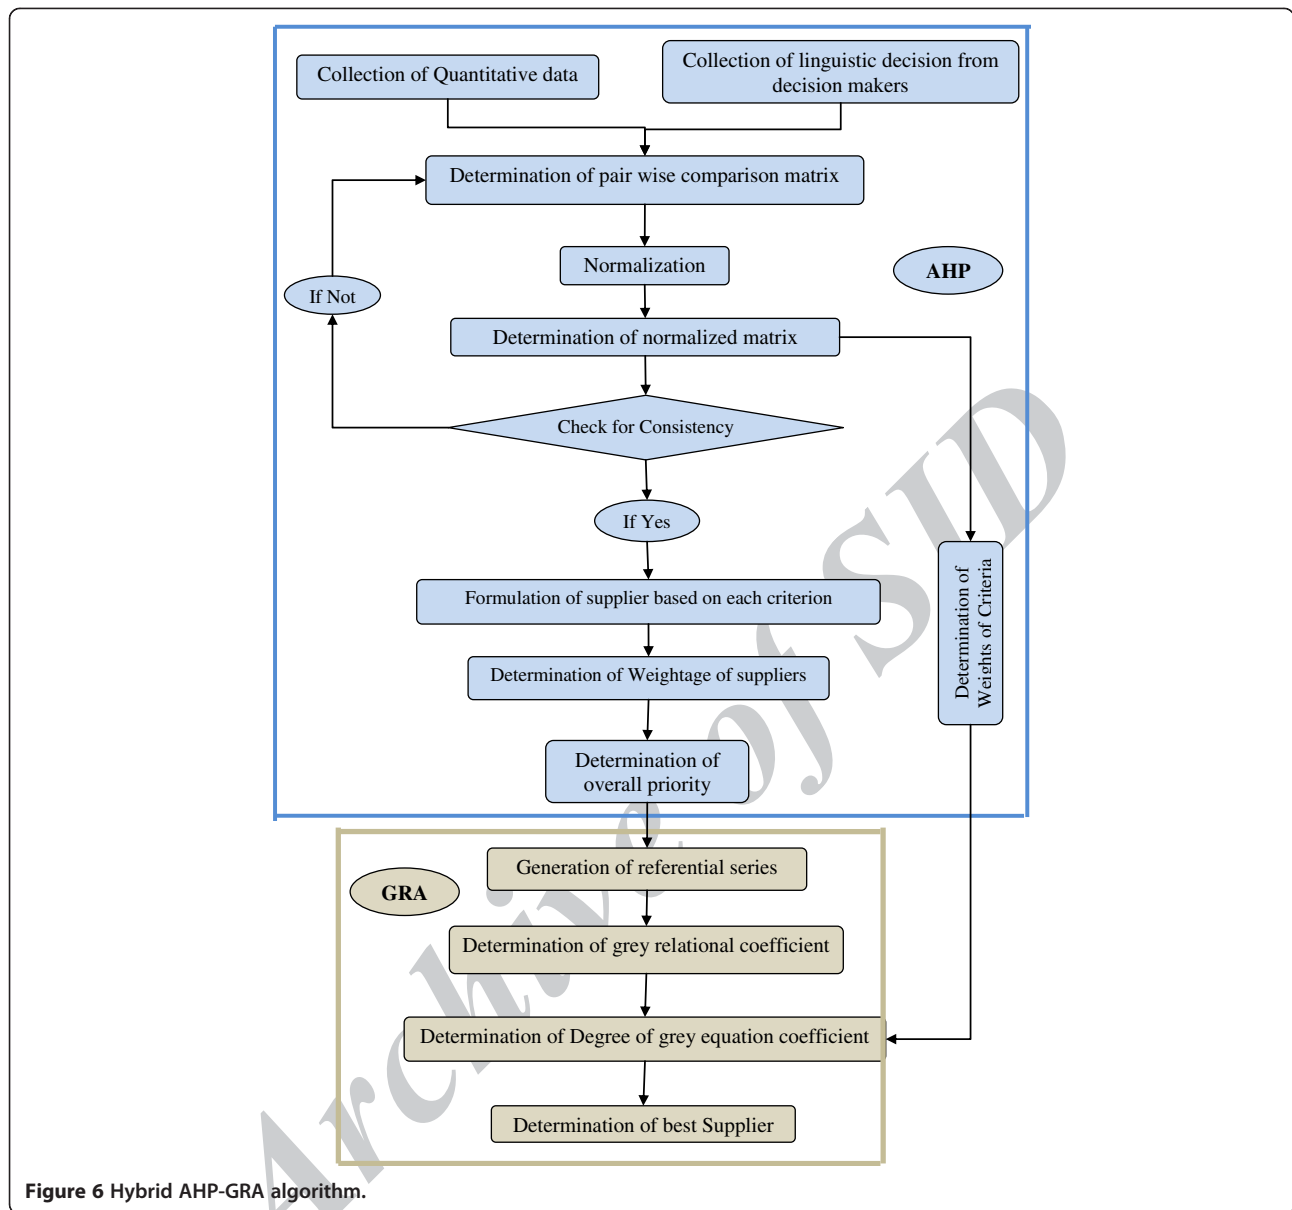 Collection of Quantitative data
Collection of linguistic decision from
decision makers
Determination of pair wise comparison matrix
Normalization
AHP
If Not
Determination of normalized matrix
Check for Consistency
If Yes
Formulation of supplier based on each criterion
Determination of
Weights of Criteria
Determination of Weightage of suppliers
Determination of
overall priority
Generation of referential series
GRA
Determination of grey relational coefficient
Determination of Degree of grey equation coefficient
Determination of best Supplier
Archive of SID
Figure 6 Hybrid AHP-GRA algorithm.